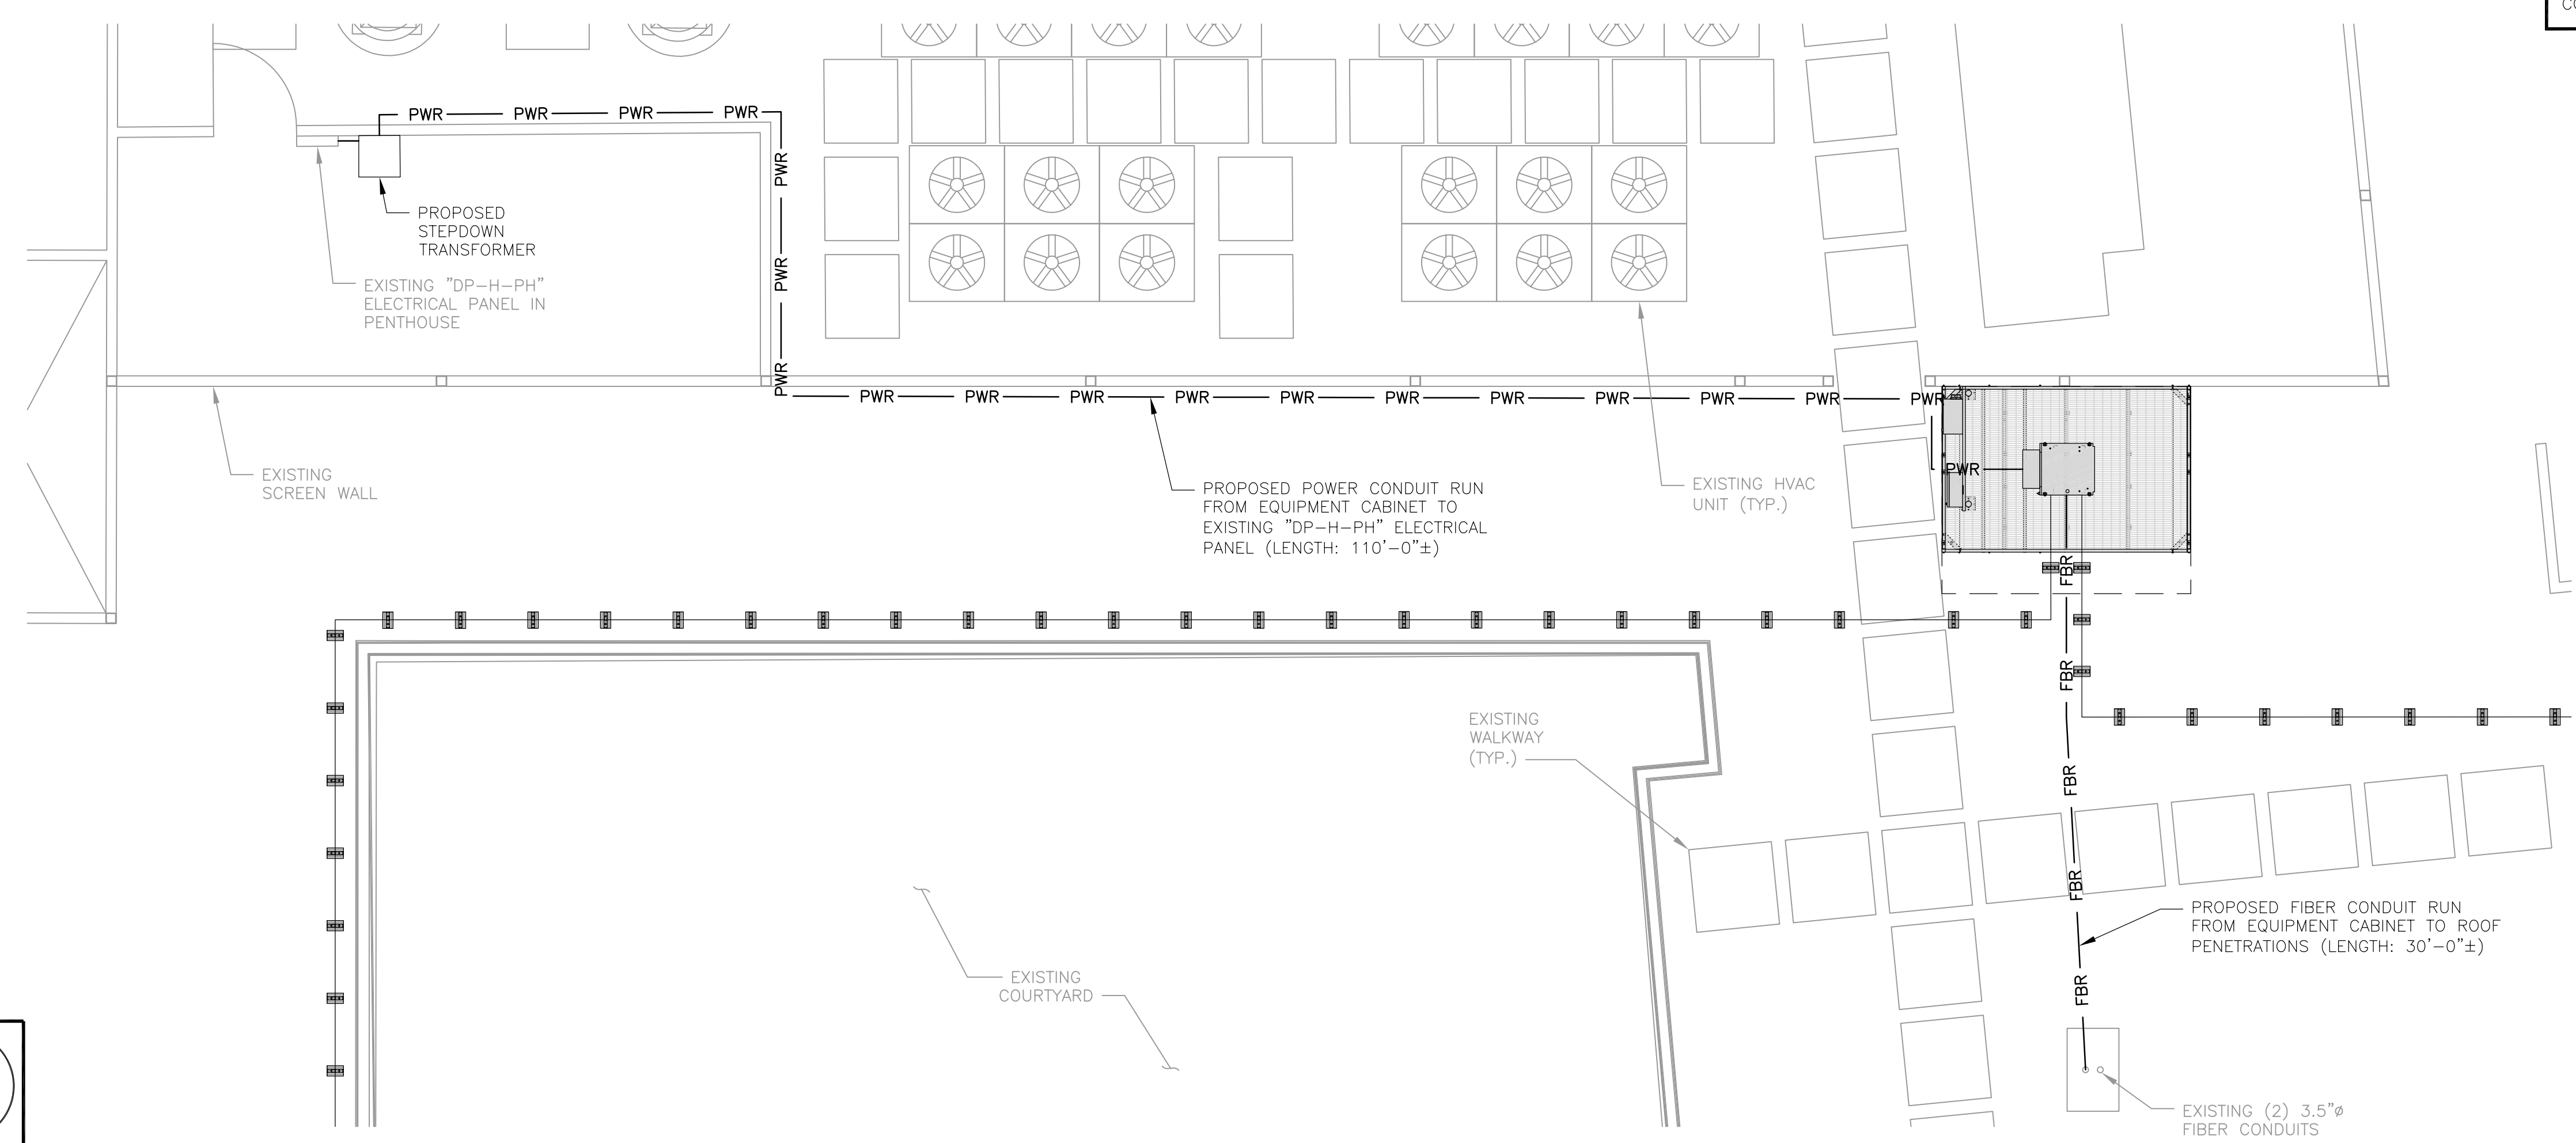 CO
PWR PWR PWR PWR
PWR
PWR
PWR
PROPOSED
STEPDOWN
TRANSFORMER
EXISTING "DP-H-PH"
ELECTRICAL PANEL IN
PENTHOUSE
PWR PWR PWR PWR PWR PWR PWR PWR PWR PWR PWR
PWR
EXISTING
SCREEN WALL
PROPOSED POWER CONDUIT RUN
FROM EQUIPMENT CABINET TO
EXISTING "DP-H-PH" ELECTRICAL
PANEL (LENGTH: 110'-0"±)
EXISTING HVAC
UNIT (TYP.)
FBR
FBR
FBR
FBR
FBR
EXISTING
WALKWAY
(TYP.)
PROPOSED FIBER CONDUIT RUN
FROM EQUIPMENT CABINET TO ROOF
PENETRATIONS (LENGTH: 30'-0"±)
EXISTING
COURTYARD
EXISTING (2) 3.5"ø
FIBER CONDUITS